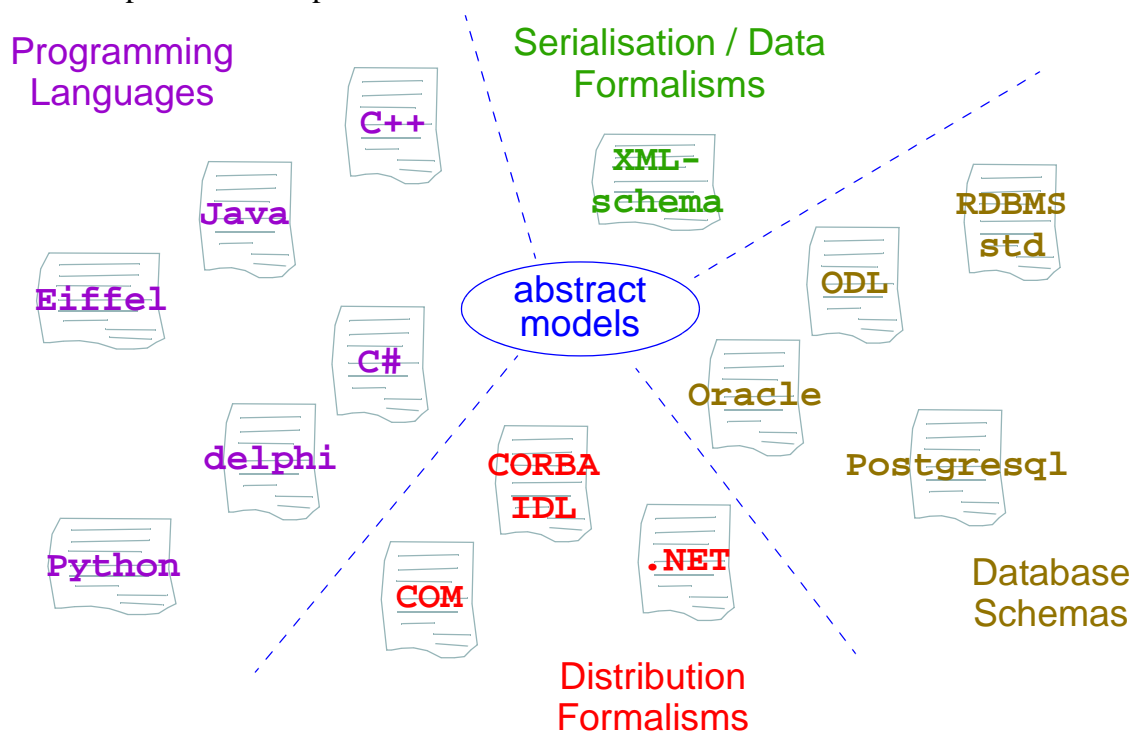 Programming
Languages
Serialisation / Data
Formalisms
C++
XML-
schema
Java
RDBMS
std
ODL
Eiffel
abstract
models
C#
Oracle
delphi
CORBA
IDL
Postgresql
Python
.NET
COM
Database
Schemas
Distribution
Formalisms